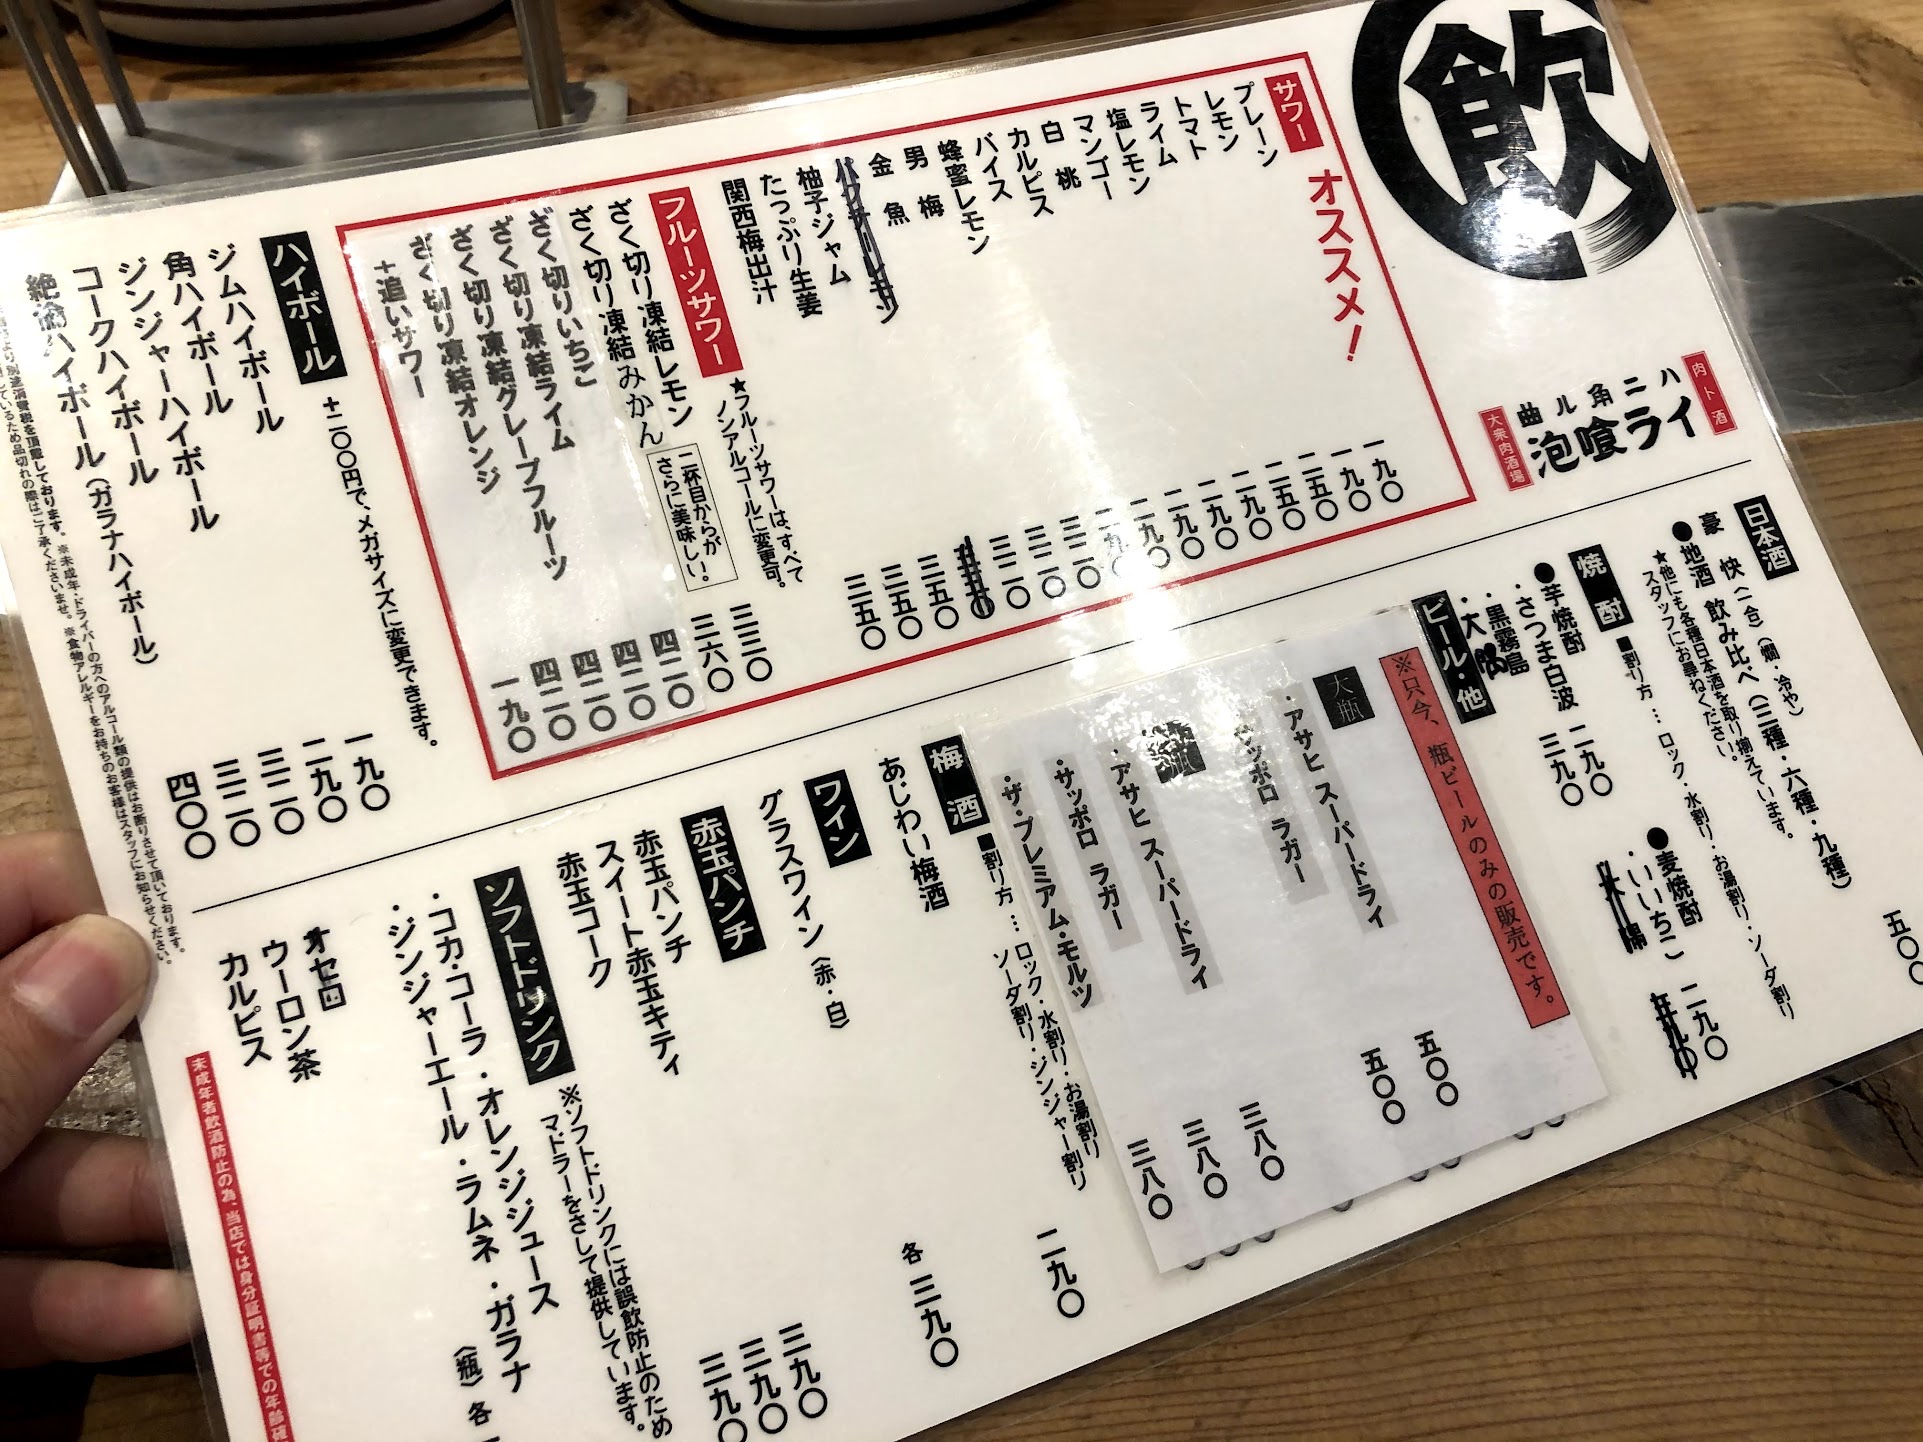 飲
肉ト酒
ハニ角ル曲
泡喰ライ
大衆肉酒場
オススメ！
サワー
プレーン 一九〇
レモン 一九〇
トマト 二五〇
ライム 二五〇
塩レモン 二九〇
マンゴー 二九〇
白桃 二九〇
カルピス 二九〇
バイス 二九〇
蜂蜜レモン 三二〇
男梅 三二〇
金魚 三二〇
柚子ジャム 三五〇
たっぷり生姜 三五〇
関西梅出汁 三五〇
フルーツサワー
★フルーツサワーは、すべて
ノンアルコールに変更可。
ざく切り凍結レモン 三三〇
二杯目からが
さらに美味しい。
ざく切り凍結みかん 三六〇
ざく切りいちご 四二〇
ざく切り凍結ライム 四二〇
ざく切り凍結グレープフルーツ 四二〇
ざく切り凍結オレンジ 四二〇
＋追いサワー 一九〇
ハイボール
＋二〇〇円で、メガサイズに変更できます。
ジムハイボール 一九〇
角ハイボール 二九〇
ジンジャーハイボール 三二〇
コークハイボール 三二〇
絶倫ハイボール（ガラナハイボール） 四〇〇
日本酒
豪快（一合）（燗・冷や）
●地酒 飲み比べ（三種・六種・九種） 五〇〇
★他にも各種日本酒を取り揃えています。
スタッフにお尋ねください。
焼酎
■割り方…ロック・水割り・お湯割り・ソーダ割り
●芋焼酎
・さつま白波 二九〇
・黒霧島 三九〇
・大隅
●麦焼酎
・いいちこ 二九〇
ビール・他
※只今、瓶ビールのみの販売です。
大瓶
・アサヒ スーパードライ 五〇〇
サッポロ ラガー 五〇〇
・アサヒ スーパードライ 三八〇
・サッポロ ラガー 三八〇
・ザ・プレミアム・モルツ 三八〇
梅酒
■割り方…ロック・水割り・お湯割り
ソーダ割り・ジンジャー割り
あじわい梅酒 二九〇
ワイン
グラスワイン（赤・白） 各三九〇
赤玉パンチ
赤玉パンチ 三九〇
スイート赤玉キティ 三九〇
赤玉コーク 三九〇
ソフトドリンク
※ソフトドリンクには誤飲防止のため
マドラーをさして提供しています。
・コカ・コーラ・オレンジジュース
・ジンジャーエール・ラムネ・ガラナ
（瓶）各
オセロ
ウーロン茶
カルピス
未成年者飲酒防止の為、当店では身分証明書等での年齢確